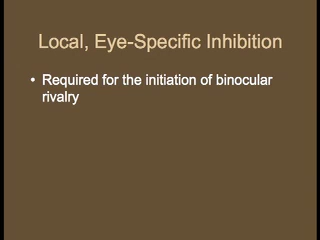 Local, Eye-Specific Inhibition
• Required for the initiation of binocular
rivalry